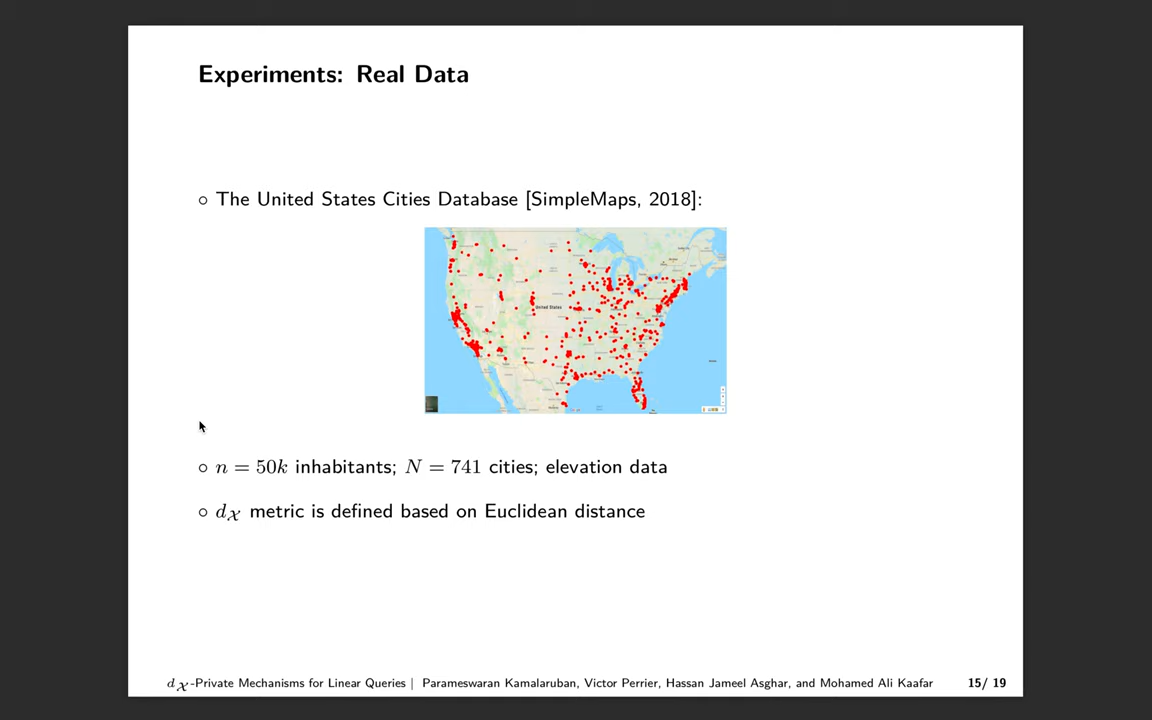 Experiments: Real Data
○ The United States Cities Database [SimpleMaps, 2018]:
United States
○ n = 50k inhabitants; N = 741 cities; elevation data
○ d𝒳 metric is defined based on Euclidean distance
d𝒳-Private Mechanisms for Linear Queries | Parameswaran Kamalaruban, Victor Perrier, Hassan Jameel Asghar, and Mohamed Ali Kaafar 15/ 19